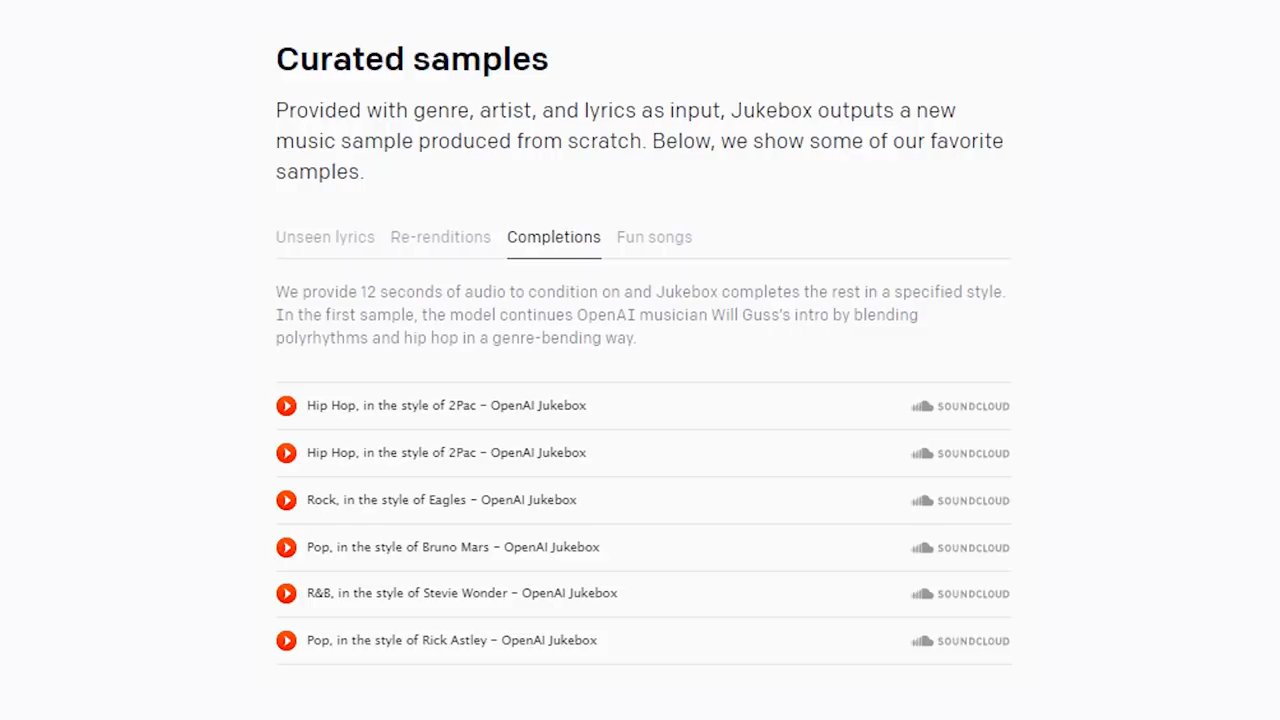 Curated samples
Provided with genre, artist, and lyrics as input, Jukebox outputs a new
music sample produced from scratch. Below, we show some of our favorite
samples.
Unseen lyrics Re-renditions Completions Fun songs
We provide 12 seconds of audio to condition on and Jukebox completes the rest in a specified style.
In the first sample, the model continues OpenAI musician Will Guss's intro by blending
polyrhythms and hip hop in a genre-bending way.
Hip Hop, in the style of 2Pac – OpenAI Jukebox SOUNDCLOUD
Hip Hop, in the style of 2Pac – OpenAI Jukebox SOUNDCLOUD
Rock, in the style of Eagles – OpenAI Jukebox SOUNDCLOUD
Pop, in the style of Bruno Mars – OpenAI Jukebox SOUNDCLOUD
R&B, in the style of Stevie Wonder – OpenAI Jukebox SOUNDCLOUD
Pop, in the style of Rick Astley – OpenAI Jukebox SOUNDCLOUD